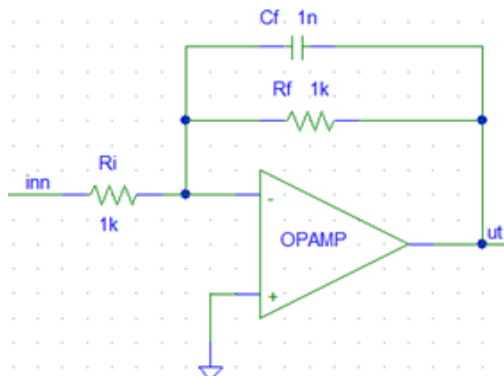 Cf 1n
Rf 1k
Ri
inn
1k
-
OPAMP
ut
+